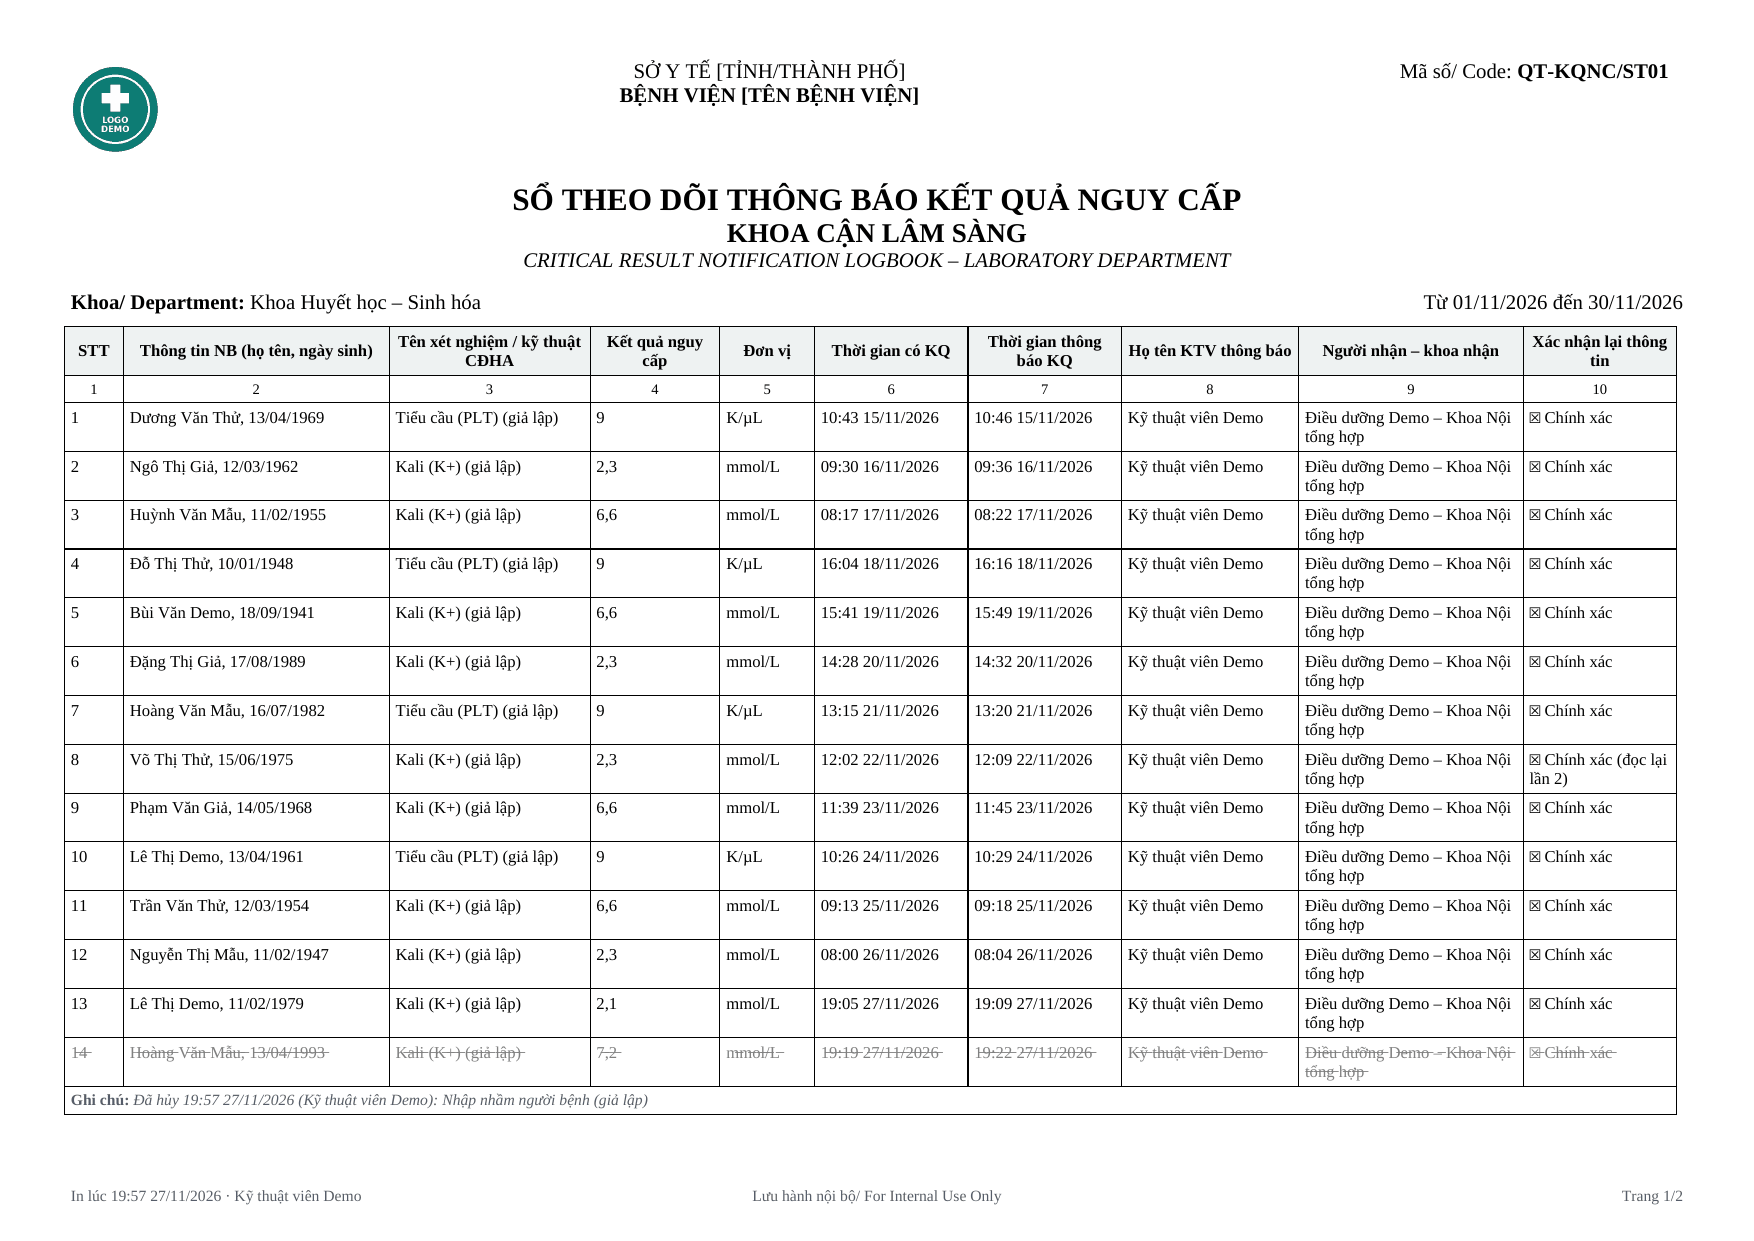 LOGO
DEMO
SỞ Y TẾ [TỈNH/THÀNH PHỐ]
BỆNH VIỆN [TÊN BỆNH VIỆN]
Mã số/ Code: QT-KQNC/ST01
SỔ THEO DÕI THÔNG BÁO KẾT QUẢ NGUY CẤP
KHOA CẬN LÂM SÀNG
CRITICAL RESULT NOTIFICATION LOGBOOK – LABORATORY DEPARTMENT
Khoa/ Department: Khoa Huyết học – Sinh hóa
Từ 01/11/2026 đến 30/11/2026
STT Thông tin NB (họ tên, ngày sinh) Tên xét nghiệm / kỹ thuật CĐHA Kết quả nguy cấp Đơn vị Thời gian có KQ Thời gian thông báo KQ Họ tên KTV thông báo Người nhận – khoa nhận Xác nhận lại thông tin
1 2 3 4 5 6 7 8 9 10
1 Dương Văn Thử, 13/04/1969 Tiểu cầu (PLT) (giả lập) 9 K/µL 10:43 15/11/2026 10:46 15/11/2026 Kỹ thuật viên Demo Điều dưỡng Demo – Khoa Nội tổng hợp ☒ Chính xác
2 Ngô Thị Giả, 12/03/1962 Kali (K+) (giả lập) 2,3 mmol/L 09:30 16/11/2026 09:36 16/11/2026 Kỹ thuật viên Demo Điều dưỡng Demo – Khoa Nội tổng hợp ☒ Chính xác
3 Huỳnh Văn Mẫu, 11/02/1955 Kali (K+) (giả lập) 6,6 mmol/L 08:17 17/11/2026 08:22 17/11/2026 Kỹ thuật viên Demo Điều dưỡng Demo – Khoa Nội tổng hợp ☒ Chính xác
4 Đỗ Thị Thử, 10/01/1948 Tiểu cầu (PLT) (giả lập) 9 K/µL 16:04 18/11/2026 16:16 18/11/2026 Kỹ thuật viên Demo Điều dưỡng Demo – Khoa Nội tổng hợp ☒ Chính xác
5 Bùi Văn Demo, 18/09/1941 Kali (K+) (giả lập) 6,6 mmol/L 15:41 19/11/2026 15:49 19/11/2026 Kỹ thuật viên Demo Điều dưỡng Demo – Khoa Nội tổng hợp ☒ Chính xác
6 Đặng Thị Giả, 17/08/1989 Kali (K+) (giả lập) 2,3 mmol/L 14:28 20/11/2026 14:32 20/11/2026 Kỹ thuật viên Demo Điều dưỡng Demo – Khoa Nội tổng hợp ☒ Chính xác
7 Hoàng Văn Mẫu, 16/07/1982 Tiểu cầu (PLT) (giả lập) 9 K/µL 13:15 21/11/2026 13:20 21/11/2026 Kỹ thuật viên Demo Điều dưỡng Demo – Khoa Nội tổng hợp ☒ Chính xác
8 Võ Thị Thử, 15/06/1975 Kali (K+) (giả lập) 2,3 mmol/L 12:02 22/11/2026 12:09 22/11/2026 Kỹ thuật viên Demo Điều dưỡng Demo – Khoa Nội tổng hợp ☒ Chính xác (đọc lại lần 2)
9 Phạm Văn Giả, 14/05/1968 Kali (K+) (giả lập) 6,6 mmol/L 11:39 23/11/2026 11:45 23/11/2026 Kỹ thuật viên Demo Điều dưỡng Demo – Khoa Nội tổng hợp ☒ Chính xác
10 Lê Thị Demo, 13/04/1961 Tiểu cầu (PLT) (giả lập) 9 K/µL 10:26 24/11/2026 10:29 24/11/2026 Kỹ thuật viên Demo Điều dưỡng Demo – Khoa Nội tổng hợp ☒ Chính xác
11 Trần Văn Thử, 12/03/1954 Kali (K+) (giả lập) 6,6 mmol/L 09:13 25/11/2026 09:18 25/11/2026 Kỹ thuật viên Demo Điều dưỡng Demo – Khoa Nội tổng hợp ☒ Chính xác
12 Nguyễn Thị Mẫu, 11/02/1947 Kali (K+) (giả lập) 2,3 mmol/L 08:00 26/11/2026 08:04 26/11/2026 Kỹ thuật viên Demo Điều dưỡng Demo – Khoa Nội tổng hợp ☒ Chính xác
13 Lê Thị Demo, 11/02/1979 Kali (K+) (giả lập) 2,1 mmol/L 19:05 27/11/2026 19:09 27/11/2026 Kỹ thuật viên Demo Điều dưỡng Demo – Khoa Nội tổng hợp ☒ Chính xác
14 Hoàng Văn Mẫu, 13/04/1993 Kali (K+) (giả lập) 7,2 mmol/L 19:19 27/11/2026 19:22 27/11/2026 Kỹ thuật viên Demo Điều dưỡng Demo – Khoa Nội tổng hợp ☒ Chính xác
Ghi chú: Đã hủy 19:57 27/11/2026 (Kỹ thuật viên Demo): Nhập nhầm người bệnh (giả lập)
In lúc 19:57 27/11/2026 · Kỹ thuật viên Demo
Lưu hành nội bộ/ For Internal Use Only
Trang 1/2